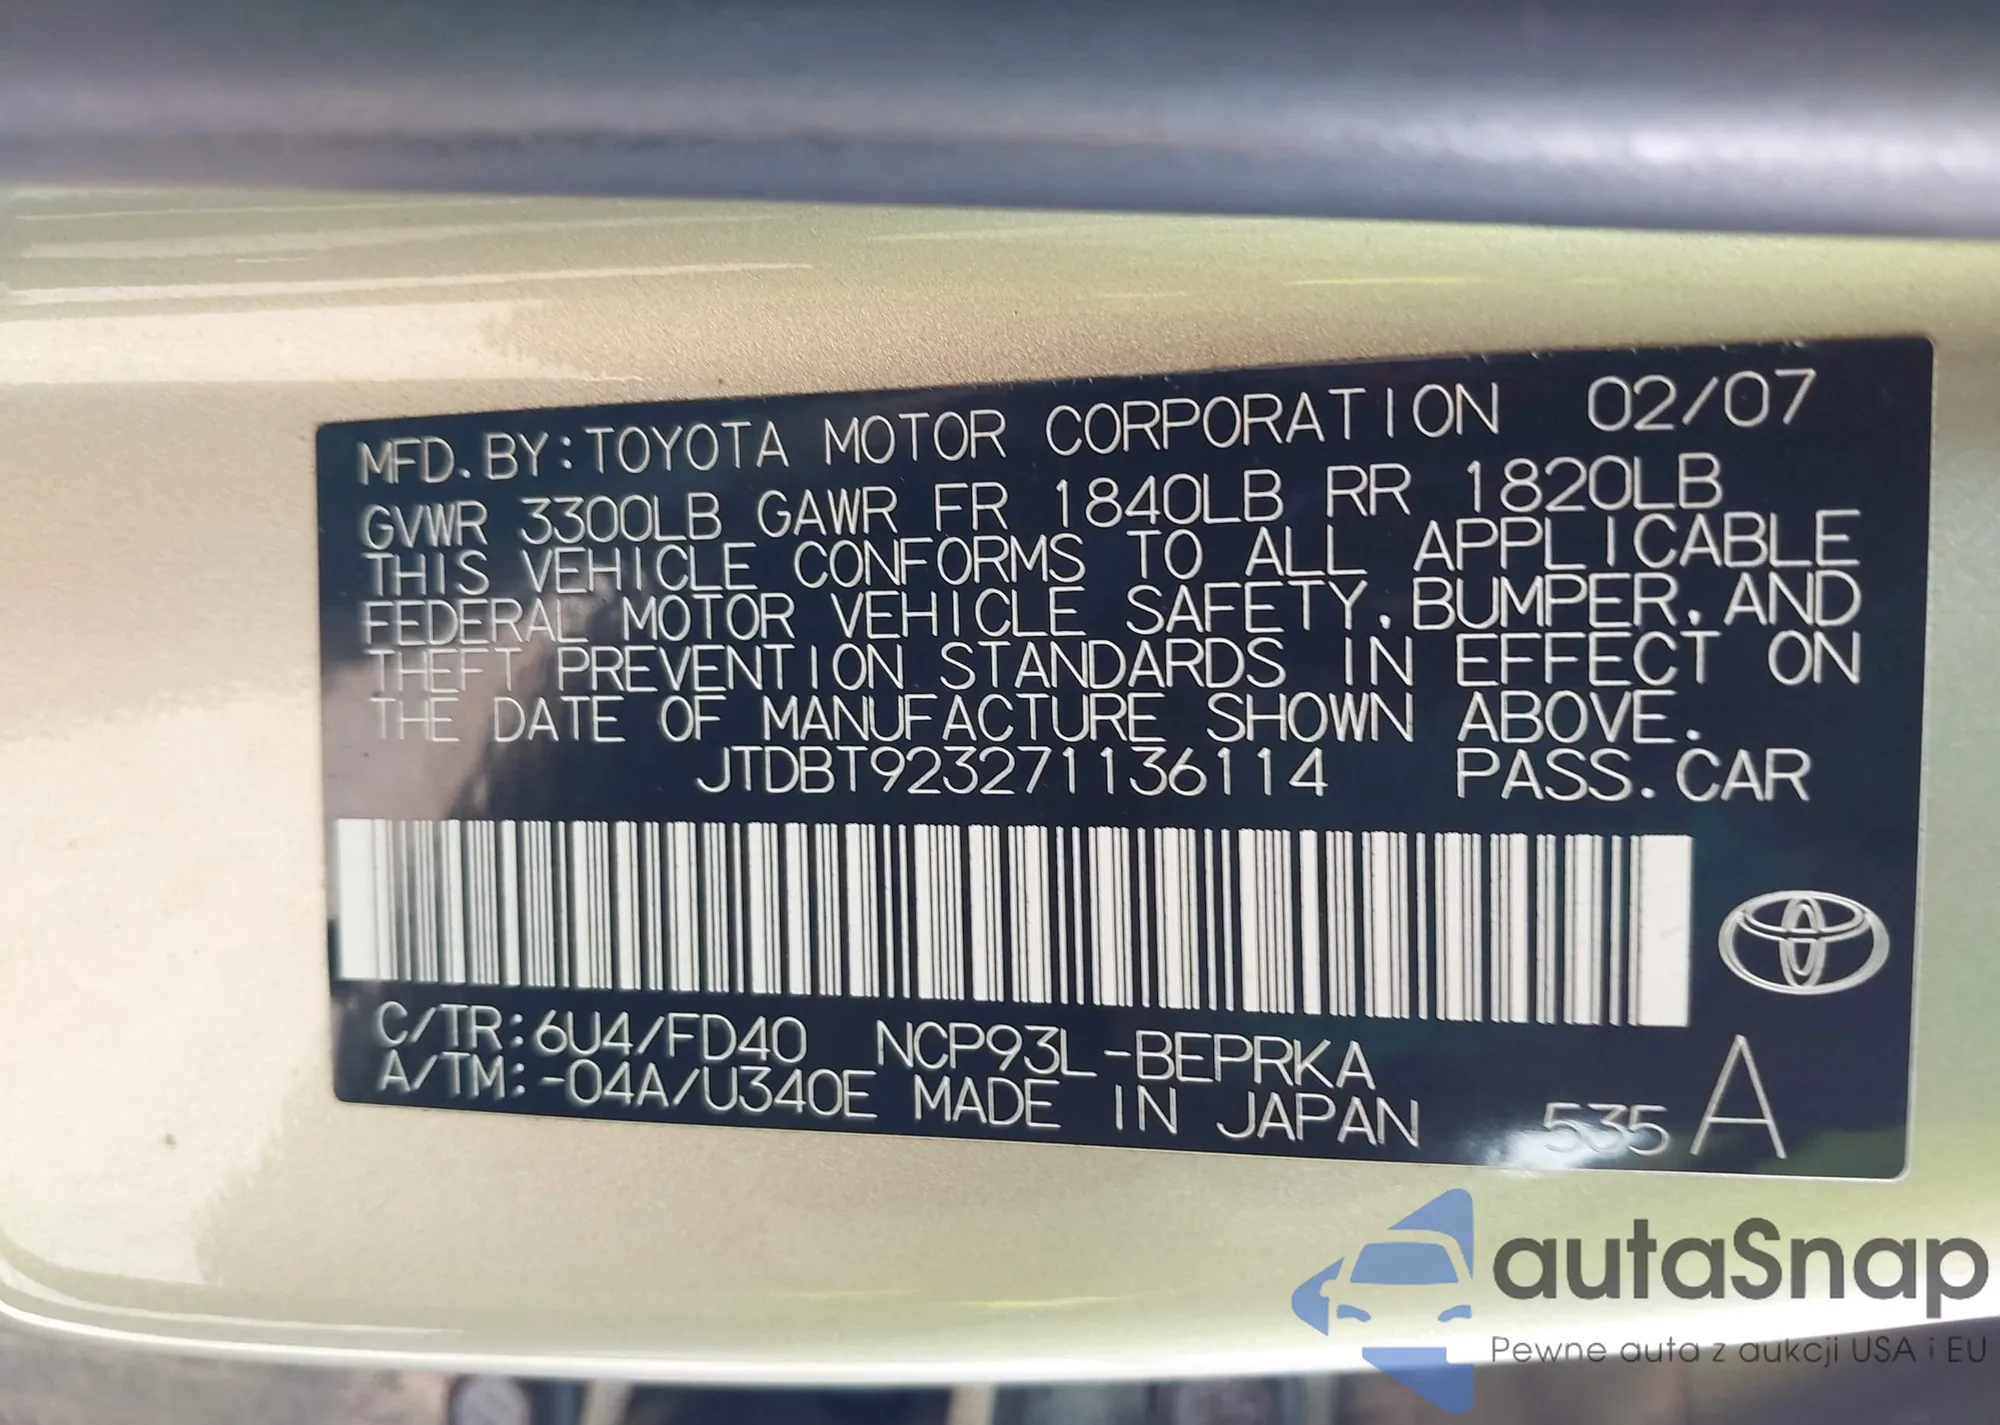 MFD. BY: TOYOTA MOTOR CORPORATION 02/07
GVWR 3300LB GAWR FR 1840LB RR 1820LB
THIS VEHICLE CONFORMS TO ALL APPLICABLE
FEDERAL MOTOR VEHICLE SAFETY, BUMPER, AND
THEFT PREVENTION STANDARDS IN EFFECT ON
THE DATE OF MANUFACTURE SHOWN ABOVE.
JTDBT923271136114 PASS. CAR
C/TR: 6U4/FD40 NCP93L-BEPRKA
A/TM: -04A/U340E MADE IN JAPAN 535 A
autaSnap
Pewne auta z aukcji USA i EU